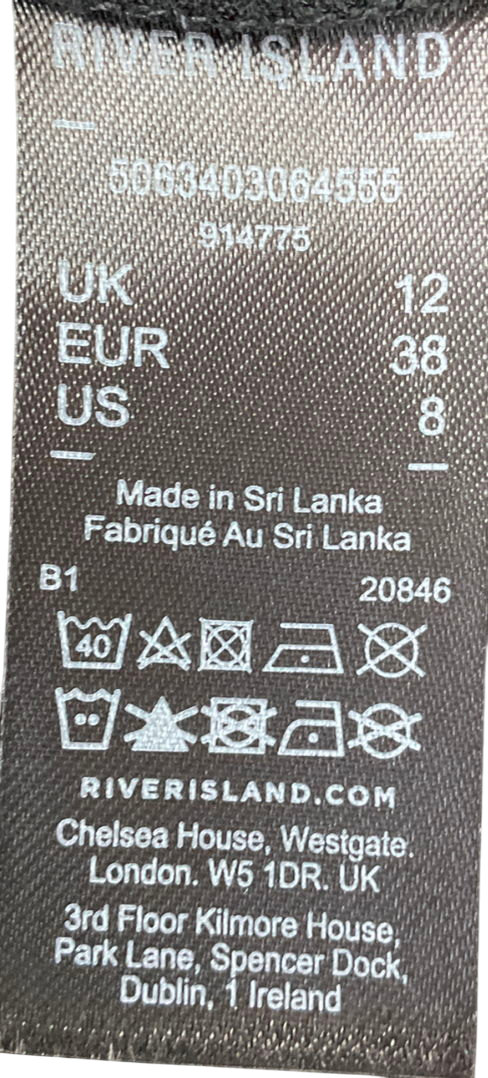 RIVER ISLAND
5063403064555
914775
UK 12
EUR 38
US 8
Made in Sri Lanka
Fabriqué Au Sri Lanka
B1 20846
40
RIVERISLAND.COM
Chelsea House, Westgate.
London. W5 1DR. UK
3rd Floor Kilmore House,
Park Lane, Spencer Dock,
Dublin, 1 Ireland